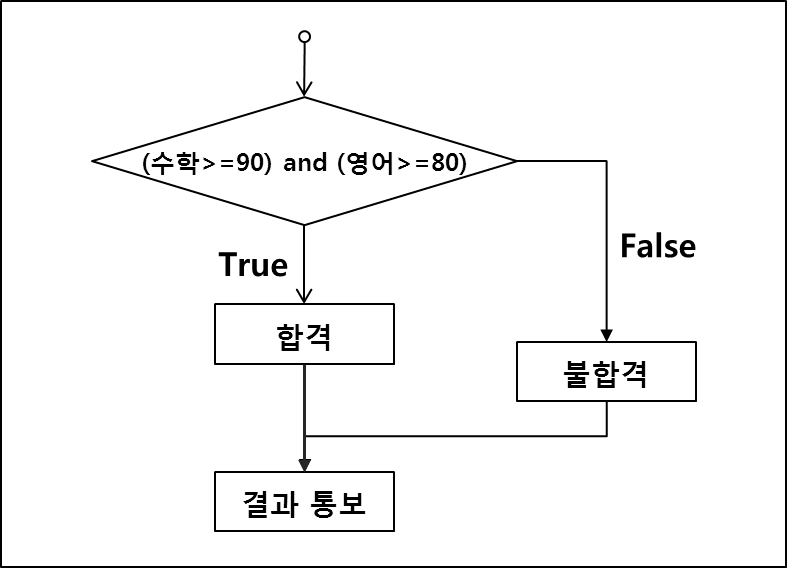 (수학>=90) and (영어>=80)
True
False
합격
불합격
결과 통보